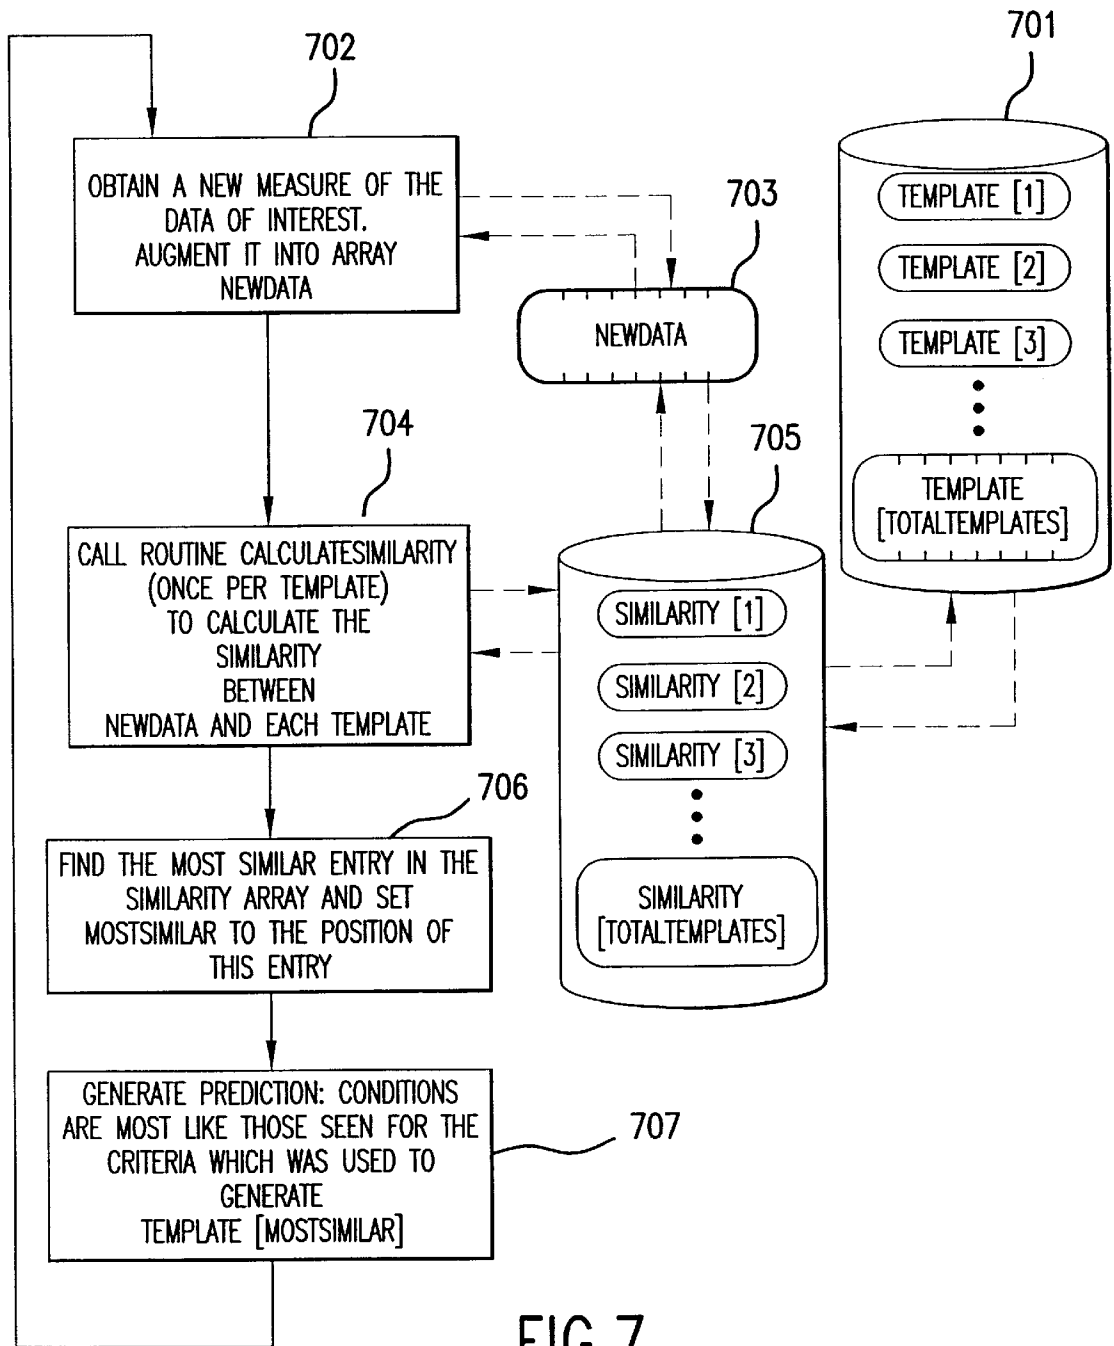 702
OBTAIN A NEW MEASURE OF THE
DATA OF INTEREST.
AUGMENT IT INTO ARRAY
NEWDATA
703
NEWDATA
701
TEMPLATE [1]
TEMPLATE [2]
TEMPLATE [3]
TEMPLATE
[TOTALTEMPLATES]
704
CALL ROUTINE CALCULATESIMILARITY
(ONCE PER TEMPLATE)
TO CALCULATE THE
SIMILARITY
BETWEEN
NEWDATA AND EACH TEMPLATE
705
SIMILARITY [1]
SIMILARITY [2]
SIMILARITY [3]
SIMILARITY
[TOTALTEMPLATES]
706
FIND THE MOST SIMILAR ENTRY IN THE
SIMILARITY ARRAY AND SET
MOSTSIMILAR TO THE POSITION OF
THIS ENTRY
707
GENERATE PREDICTION: CONDITIONS
ARE MOST LIKE THOSE SEEN FOR THE
CRITERIA WHICH WAS USED TO
GENERATE
TEMPLATE [MOSTSIMILAR]
FIG.7